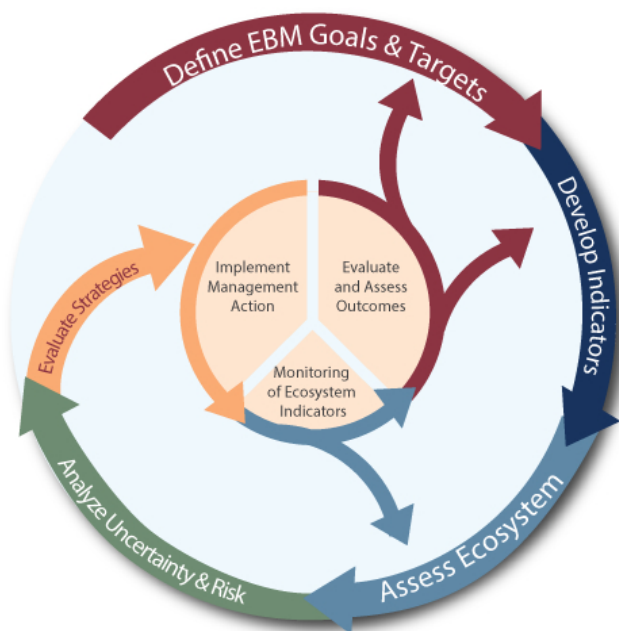 Define EBM Goals & Targets
Develop Indicators
Assess Ecosystem
Analyze Uncertainty & Risk
Evaluate Strategies
Implement
Management
Action
Evaluate
and Assess
Outcomes
Monitoring
of Ecosystem
Indicators